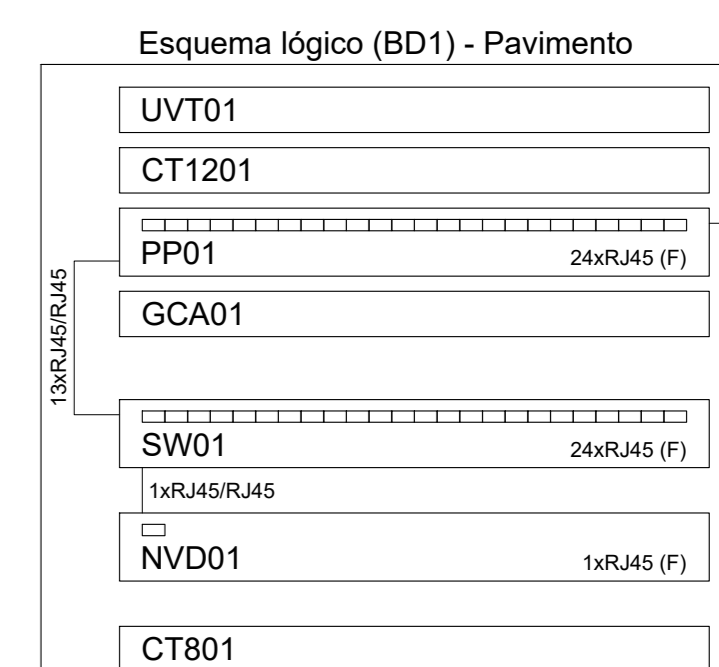 Esquema lógico (BD1) - Pavimento
UVT01
CT1201
PP01
24xRJ45 (F)
13xRJ45/RJ45
GCA01
SW01
24xRJ45 (F)
1xRJ45/RJ45
NVD01
1xRJ45 (F)
CT801